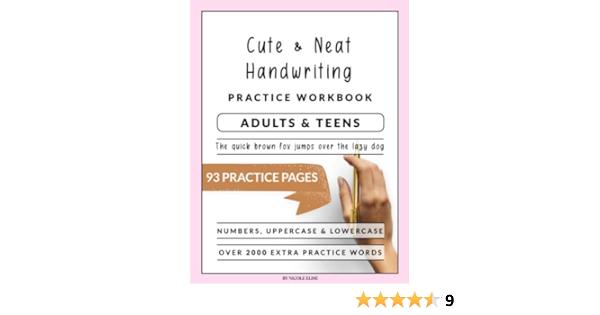 Cute & Neat
Handwriting
PRACTICE WORKBOOK
ADULTS & TEENS
The quick brown fox jumps over the lazy dog
93 PRACTICE PAGES
NUMBERS, UPPERCASE & LOWERCASE
OVER 2000 EXTRA PRACTICE WORDS
BY NICOLE ELISE
9